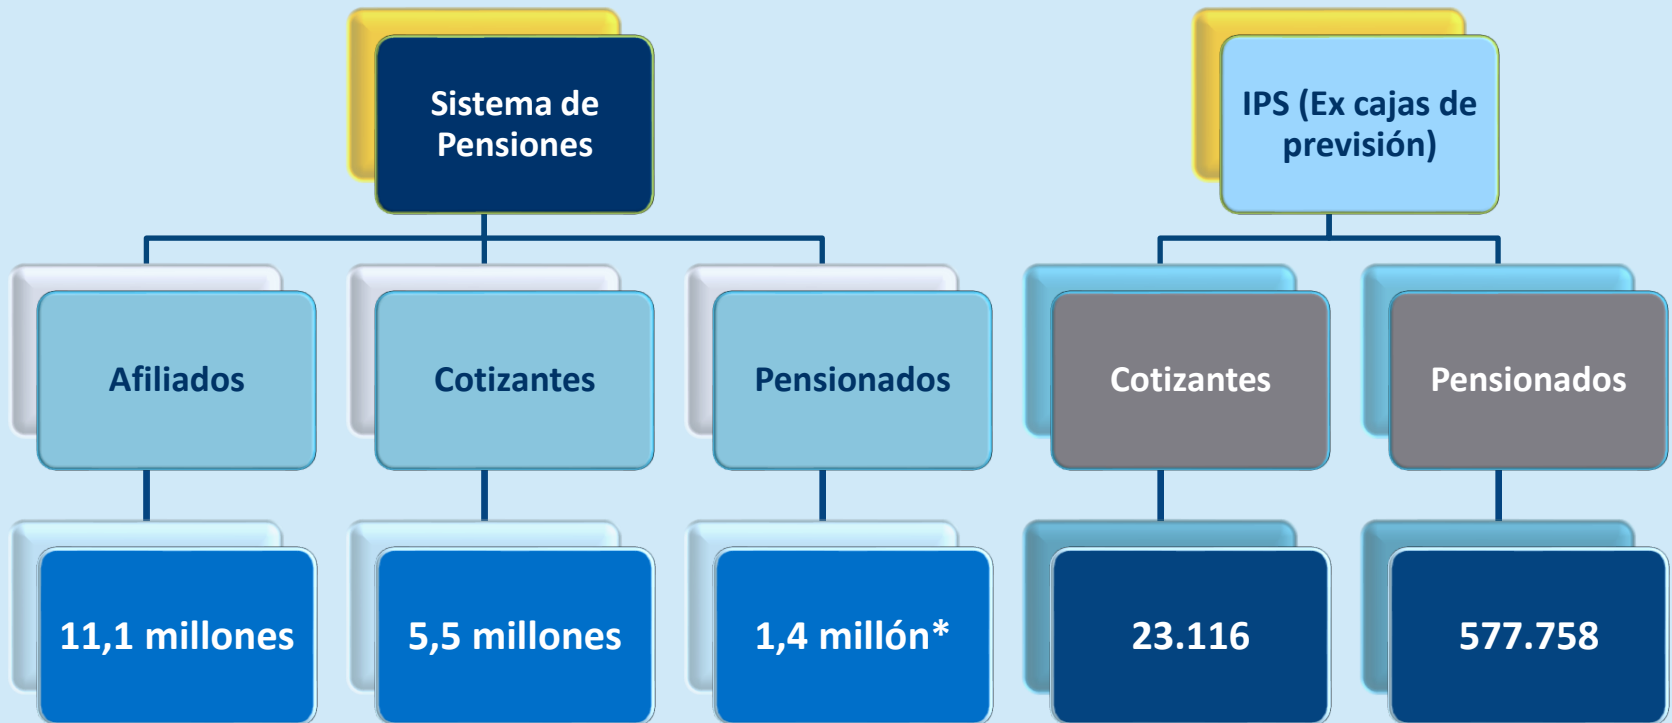 Sistema de
Pensiones
IPS (Ex cajas de
previsión)
Afiliados
Cotizantes
Pensionados
Cotizantes
Pensionados
11,1 millones
5,5 millones
1,4 millón*
23.116
577.758